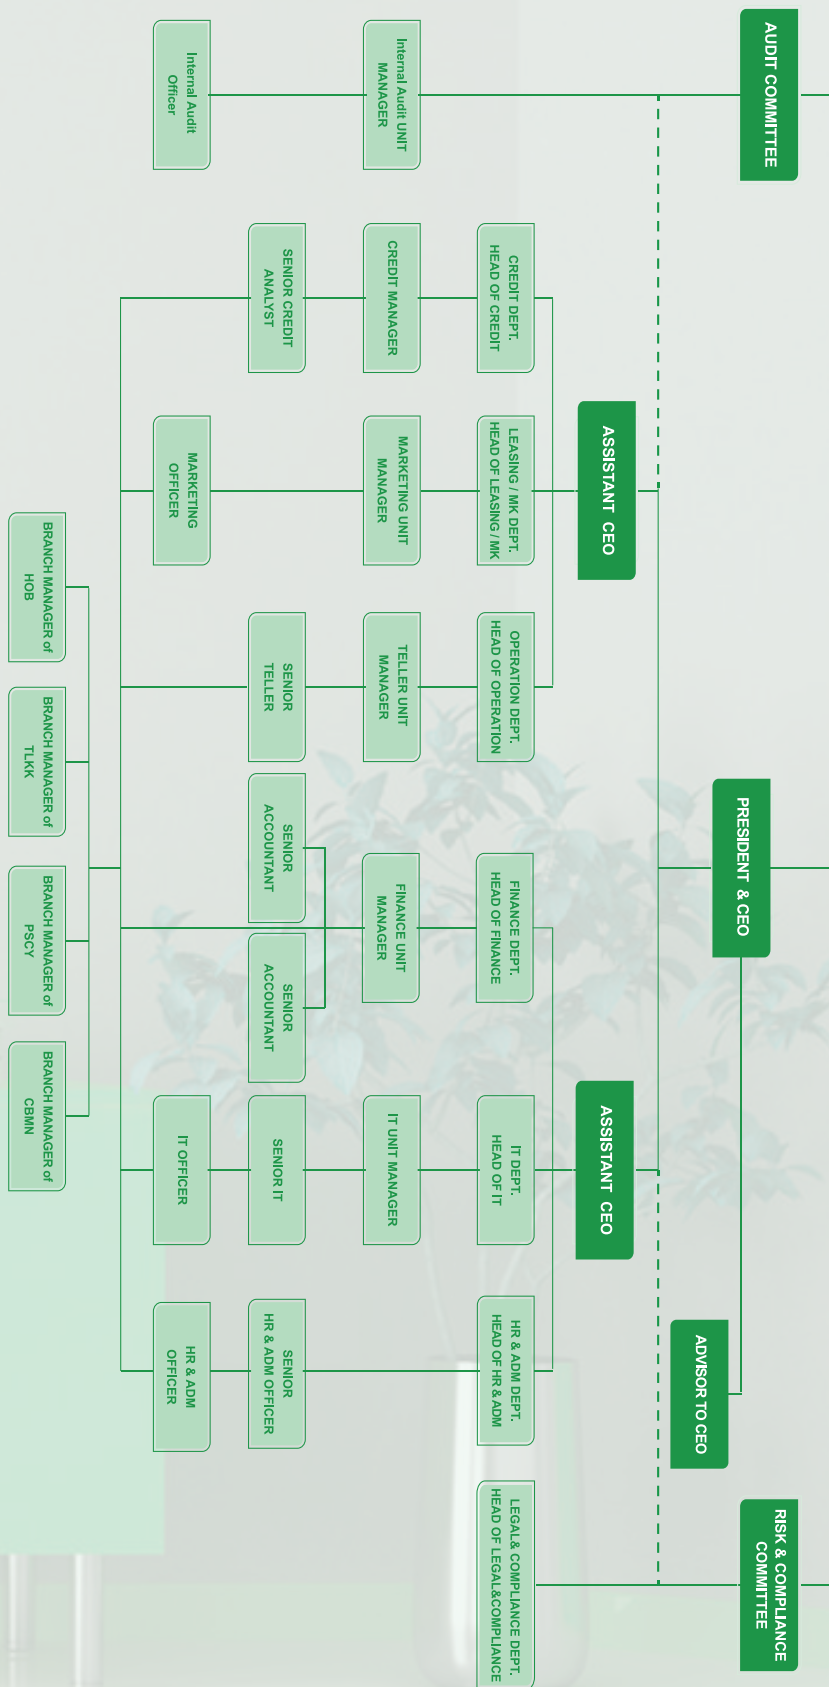 AUDIT COMMITTEE
PRESIDENT & CEO
RISK & COMPLIANCE
COMMITTEE
ADVISOR TO CEO
ASSISTANT CEO
ASSISTANT CEO
CREDIT DEPT.
HEAD OF CREDIT
LEASING / MK DEPT.
HEAD OF LEASING / MK
OPERATION DEPT.
HEAD OF OPERATION
FINANCE DEPT.
HEAD OF FINANCE
IT DEPT.
HEAD OF IT
HR & ADM DEPT.
HEAD OF HR & ADM
LEGAL& COMPLIANCE DEPT.
HEAD OF LEGAL&COMPLIANCE
Internal Audit UNIT
MANAGER
CREDIT MANAGER
MARKETING UNIT
MANAGER
TELLER UNIT
MANAGER
FINANCE UNIT
MANAGER
IT UNIT MANAGER
SENIOR CREDIT
ANALYST
SENIOR
TELLER
SENIOR
ACCOUNTANT
SENIOR
ACCOUNTANT
SENIOR IT
SENIOR
HR & ADM OFFICER
Internal Audit
Officer
MARKETING
OFFICER
IT OFFICER
HR & ADM
OFFICER
BRANCH MANAGER of
HOB
BRANCH MANAGER of
TLKK
BRANCH MANAGER of
PSCY
BRANCH MANAGER of
CBMN